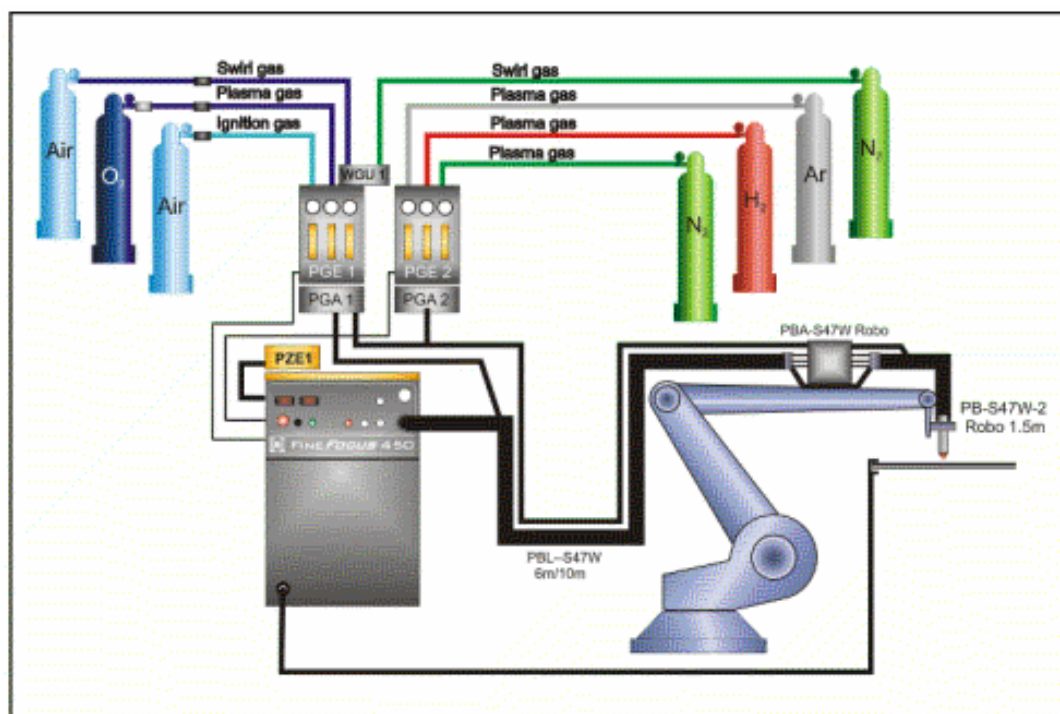 Swirl gas
Plasma gas
Ignition gas
Swirl gas
Plasma gas
Plasma gas
Plasma gas
Air
O2
Air
WGU 1
N2
H2
Ar
N2
PGE 1
PGE 2
PGA 1
PGA 2
PZE1
FINEFOCUS 450
PBA-S47W Robo
PB-S47W-2
Robo 1.5m
PBL–S47W
6m/10m